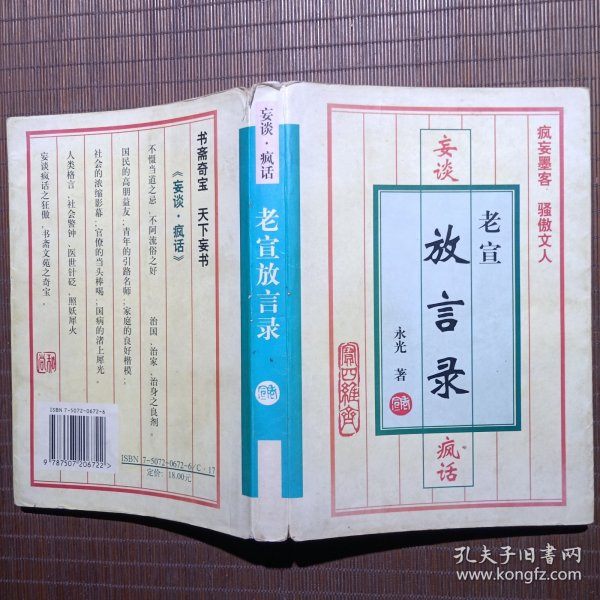 疯妄墨客 骚傲文人
妄谈
老宣
放言录
永光 著
疯话
妄谈·疯话
老宣放言录
书斋奇宝 天下妄书
《妄谈·疯话》
不慑当道之忌，不阿流俗之好
治国、治家、治身之良剂。
国民的高朋益友，青年的引路名师，家庭的良好楷模，
社会的浓缩影幕，官僚的当头棒喝，国病的渚上犀光。
人类格言，社会警钟，医世针砭，照妖犀火
妄谈疯话之狂傲，书斋文苑之奇宝。
ISBN 7-5072-0672-6
9 787507 206722 >
ISBN 7-5072-0672-6/C·17
定价：18.00元
孔夫子旧书网
www.kongfz.com